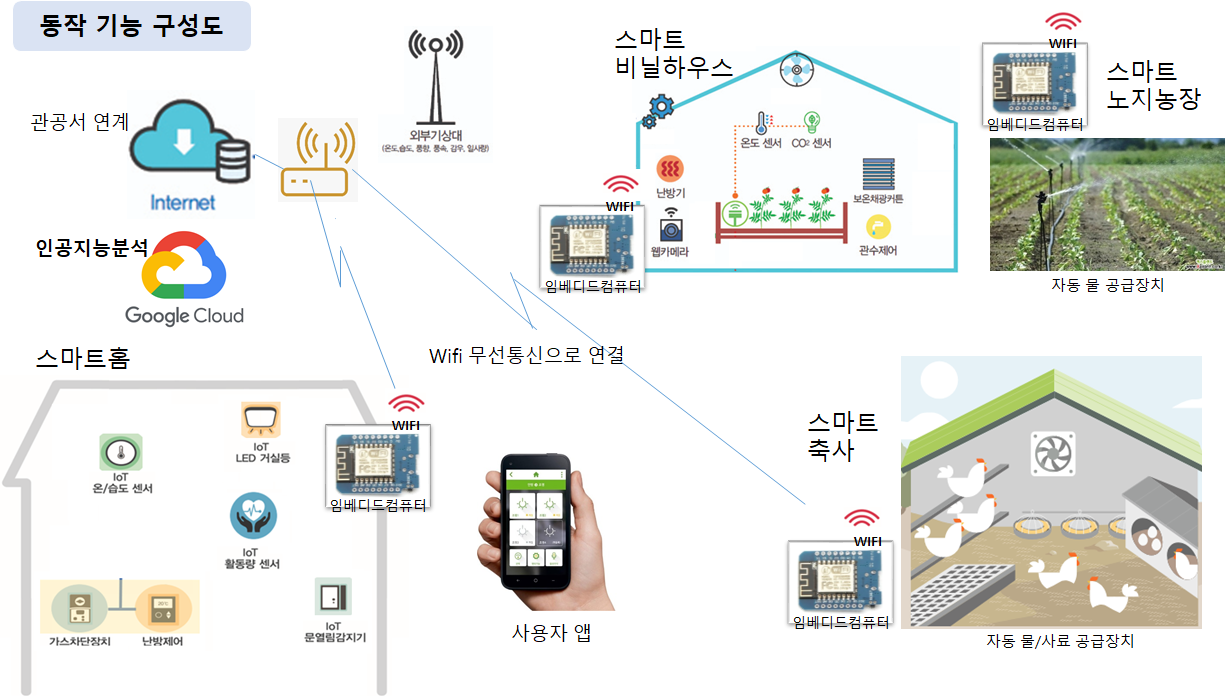 동작 기능 구성도
관공서 연계
Internet
인공지능분석
Google Cloud
외부기상대
(온도,습도, 풍향, 풍속, 감우, 일사량)
스마트
비닐하우스
온도 센서
CO2 센서
난방기
WIFI
웹카메라
보온채광커튼
관수제어
임베디드컴퓨터
WIFI
임베디드컴퓨터
스마트
노지농장
자동 물 공급장치
Wifi 무선통신으로 연결
스마트홈
IoT
LED 거실등
IoT
온/습도 센서
WIFI
임베디드컴퓨터
IoT
활동량 센서
가스차단장치
난방제어
IoT
문열림감지기
사용자 앱
스마트
축사
WIFI
임베디드컴퓨터
자동 물/사료 공급장치